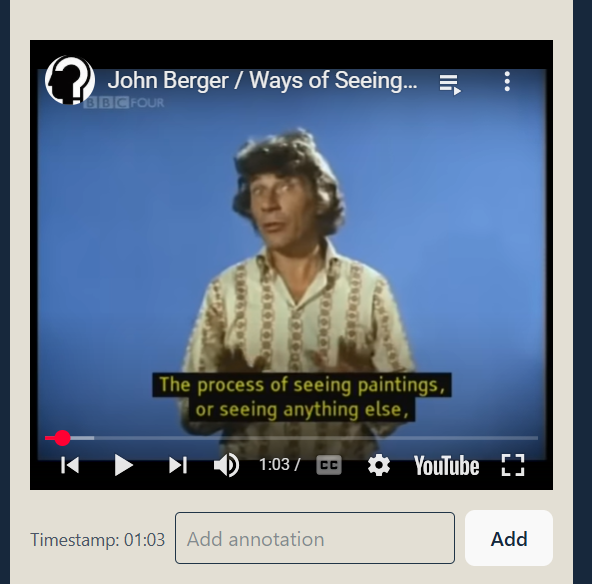 John Berger / Ways of Seeing...
BBC FOUR
The process of seeing paintings,
or seeing anything else,
1:03 /
CC
YouTube
Timestamp: 01:03
Add annotation
Add